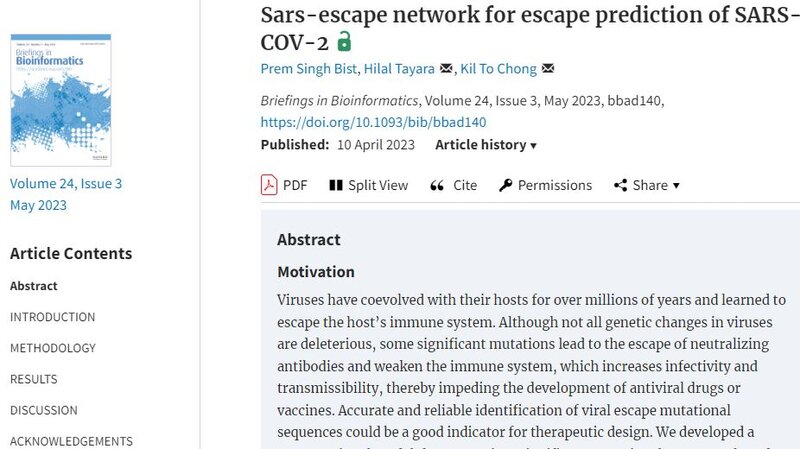 Sars-escape network for escape prediction of SARS-
COV-2
Prem Singh Bist, Hilal Tayara, Kil To Chong
Briefings in Bioinformatics, Volume 24, Issue 3, May 2023, bbad140,
https://doi.org/10.1093/bib/bbad140
Published: 10 April 2023 Article history
PDF Split View Cite Permissions Share
Briefings in
Bioinformatics
Volume 24, Issue 3
May 2023
Article Contents
Abstract
INTRODUCTION
METHODOLOGY
RESULTS
DISCUSSION
ACKNOWLEDGEMENTS
Abstract
Motivation
Viruses have coevolved with their hosts for over millions of years and learned to
escape the host’s immune system. Although not all genetic changes in viruses
are deleterious, some significant mutations lead to the escape of neutralizing
antibodies and weaken the immune system, which increases infectivity and
transmissibility, thereby impeding the development of antiviral drugs or
vaccines. Accurate and reliable identification of viral escape mutational
sequences could be a good indicator for therapeutic design. We developed a